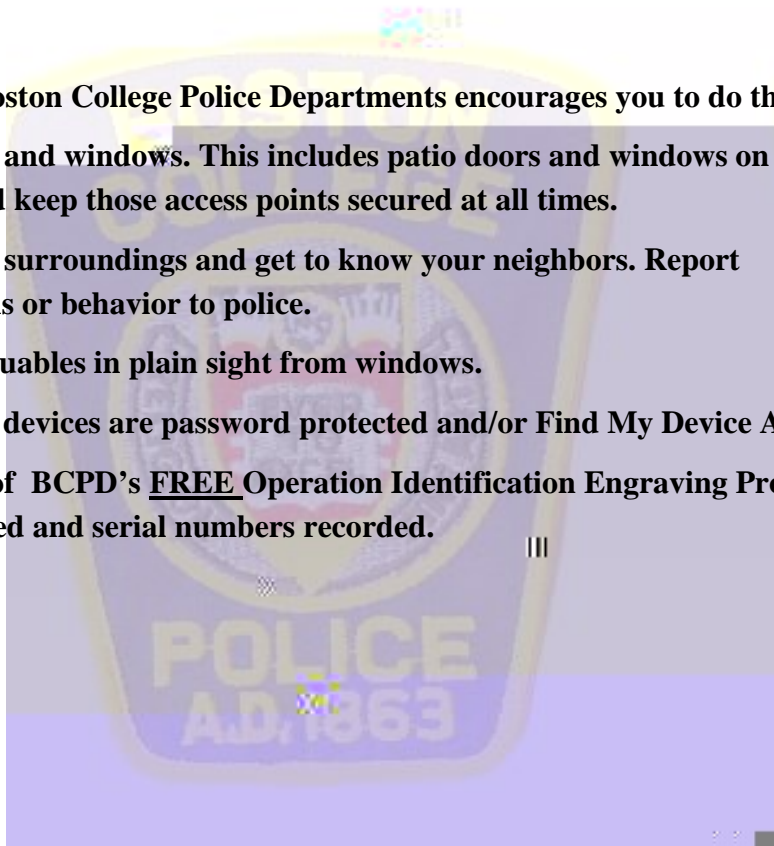 oston College Police Departments encourages you to do th
and windows. This includes patio doors and windows on
keep those access points secured at all times.
surroundings and get to know your neighbors. Report
s or behavior to police.
uables in plain sight from windows.
devices are password protected and/or Find My Device A
of BCPD’s FREE Operation Identification Engraving Pro
ed and serial numbers recorded.
BOSTON
COLLEGE
POLICE
A.D. 1863